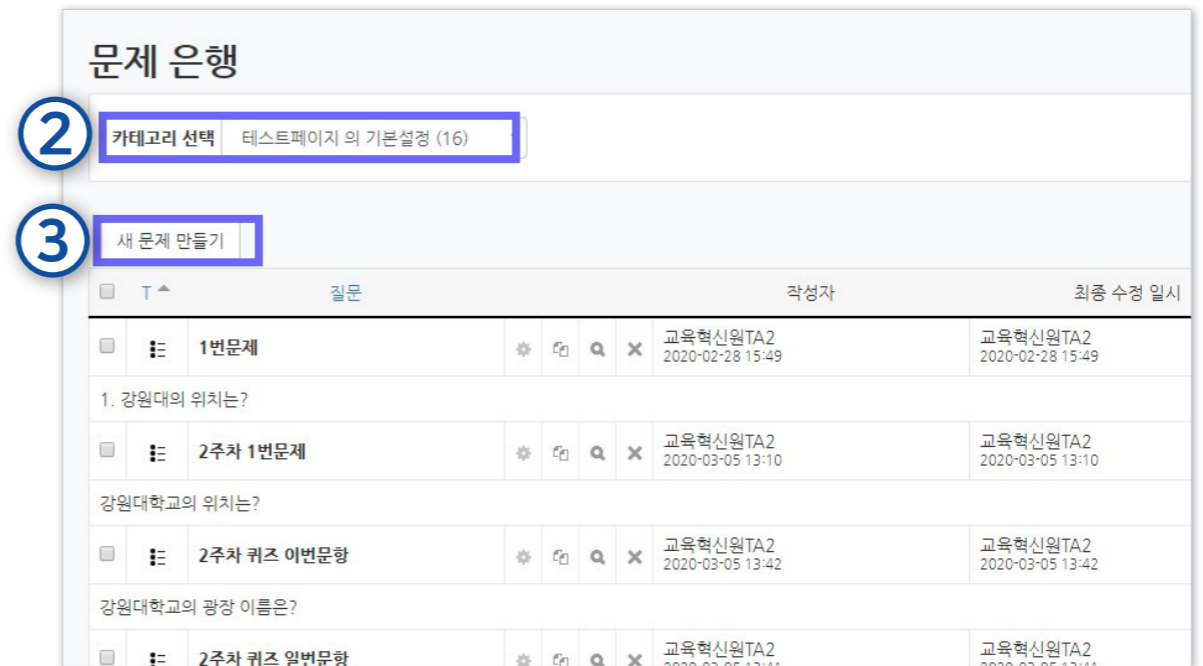 문제 은행
② 카테고리 선택 테스트페이지 의 기본설정 (16)
③ 새 문제 만들기
T 질문 작성자 최종 수정 일시
1번문제 교육혁신원TA2 교육혁신원TA2
2020-02-28 15:49 2020-02-28 15:49
1. 강원대의 위치는?
2주차 1번문제 교육혁신원TA2 교육혁신원TA2
2020-03-05 13:10 2020-03-05 13:10
강원대학교의 위치는?
2주차 퀴즈 이번문항 교육혁신원TA2 교육혁신원TA2
2020-03-05 13:42 2020-03-05 13:42
강원대학교의 광장 이름은?
2주차 퀴즈 일번문항 교육혁신원TA2 교육혁신원TA2